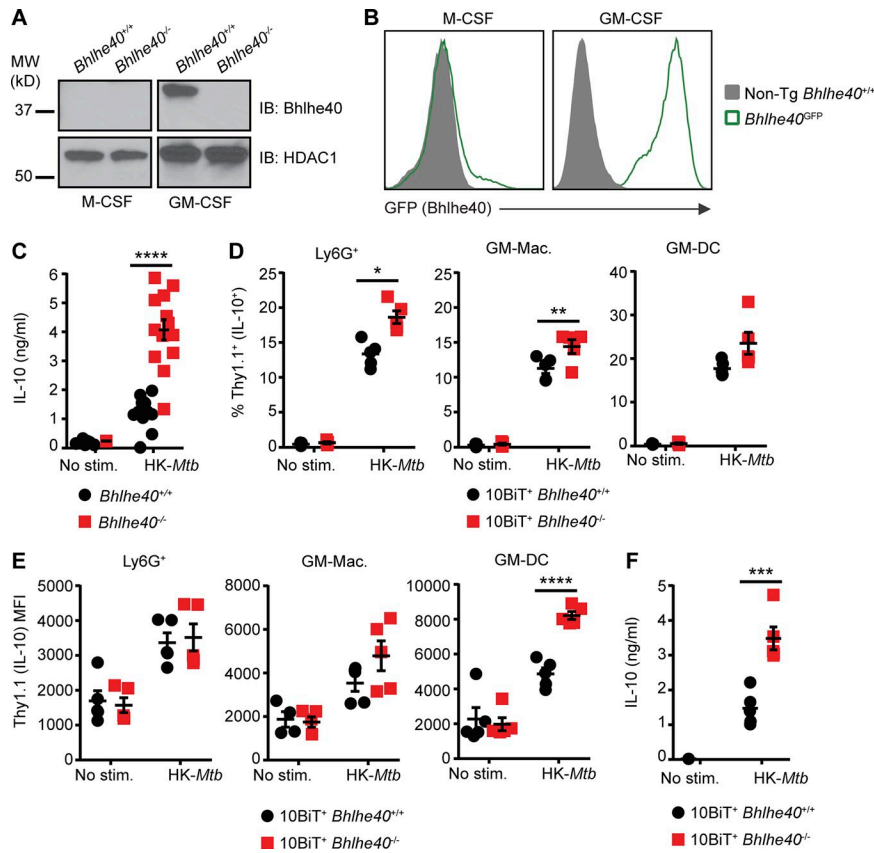 A
Bhlhe40+/+ Bhlhe40-/- Bhlhe40+/+ Bhlhe40-/-
MW
(kD)
37
IB: Bhlhe40
50
IB: HDAC1
M-CSF GM-CSF
B
M-CSF GM-CSF
Non-Tg Bhlhe40+/+
Bhlhe40GFP
GFP (Bhlhe40)
C
****
IL-10 (ng/ml)
6
5
4
3
2
1
0
No stim. HK-Mtb
Bhlhe40+/+
Bhlhe40-/-
D
Ly6G+
*
% Thy1.1+ (IL-10+)
25
20
15
10
5
0
No stim. HK-Mtb
GM-Mac.
**
25
20
15
10
5
0
No stim. HK-Mtb
GM-DC
40
30
20
10
0
No stim. HK-Mtb
10BiT+ Bhlhe40+/+
10BiT+ Bhlhe40-/-
E
Ly6G+
Thy1.1 (IL-10) MFI
5000
4000
3000
2000
1000
0
No stim. HK-Mtb
GM-Mac.
8000
6000
4000
2000
0
No stim. HK-Mtb
GM-DC
****
10000
8000
6000
4000
2000
0
No stim. HK-Mtb
10BiT+ Bhlhe40+/+
10BiT+ Bhlhe40-/-
F
***
IL-10 (ng/ml)
5
4
3
2
1
0
No stim. HK-Mtb
10BiT+ Bhlhe40+/+
10BiT+ Bhlhe40-/-